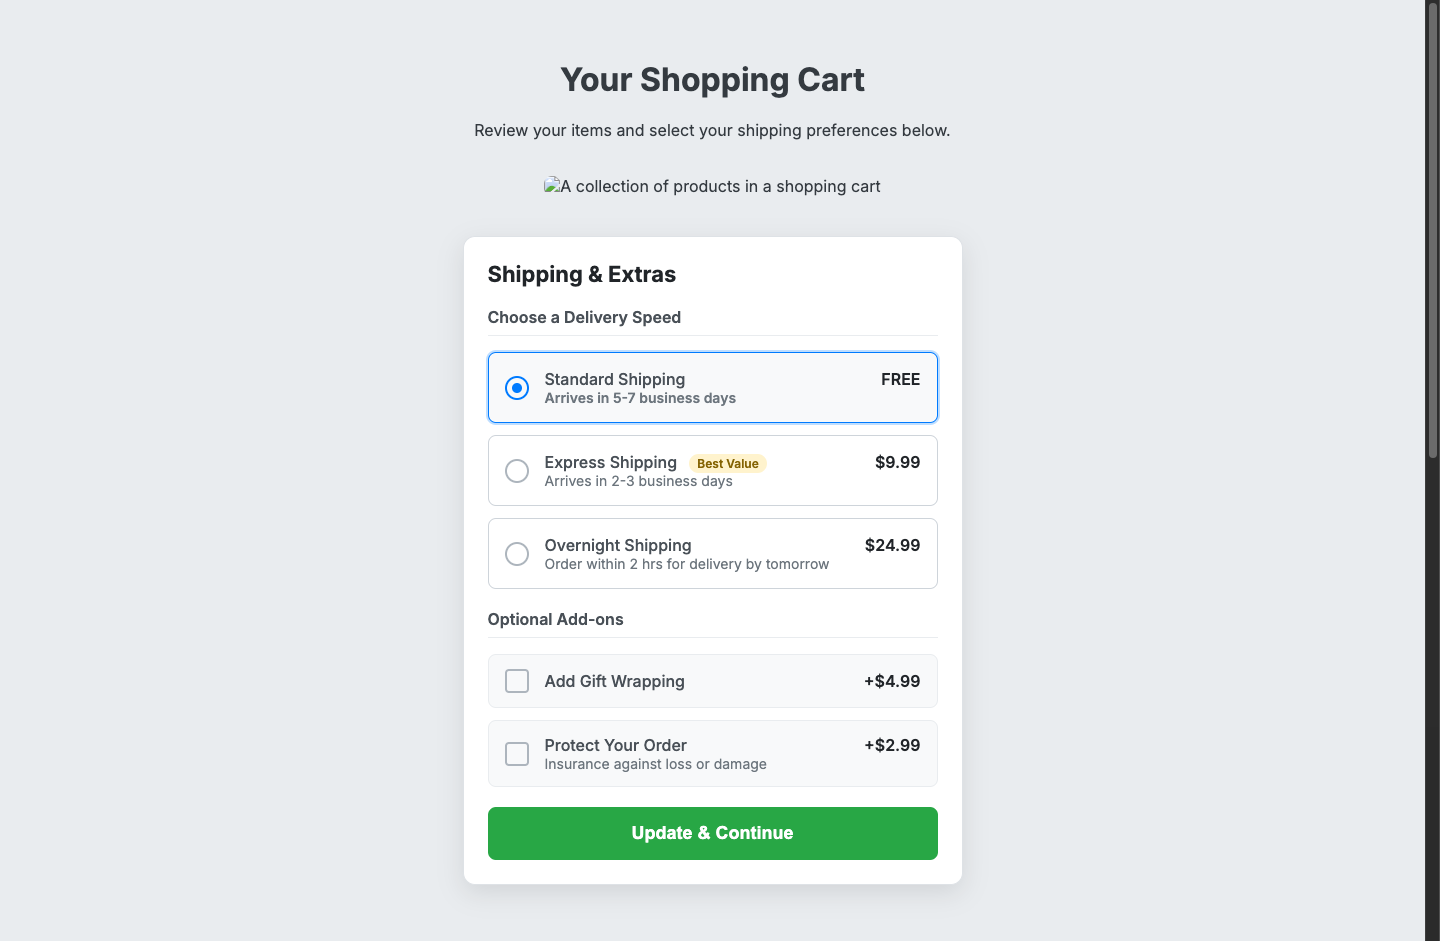 Your Shopping Cart
Review your items and select your shipping preferences below.
A collection of products in a shopping cart
Shipping & Extras
Choose a Delivery Speed
Standard Shipping FREE
Arrives in 5-7 business days
Express Shipping Best Value $9.99
Arrives in 2-3 business days
Overnight Shipping $24.99
Order within 2 hrs for delivery by tomorrow
Optional Add-ons
Add Gift Wrapping +$4.99
Protect Your Order +$2.99
Insurance against loss or damage
Update & Continue